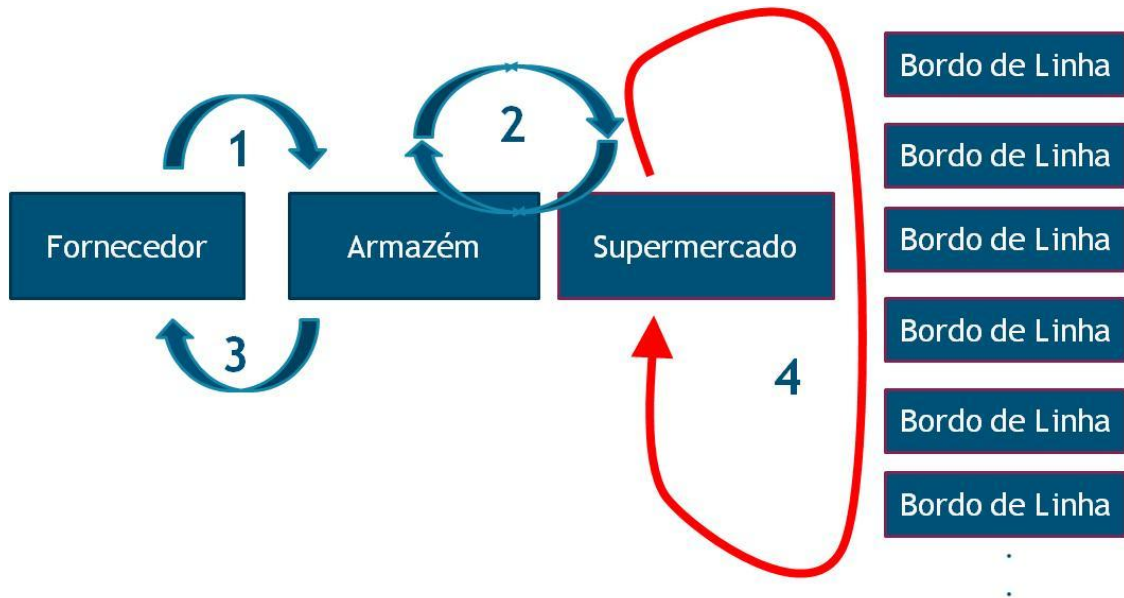 1
2
Fornecedor
Armazém
Supermercado
3
4
Bordo de Linha
Bordo de Linha
Bordo de Linha
Bordo de Linha
Bordo de Linha
Bordo de Linha
.
.